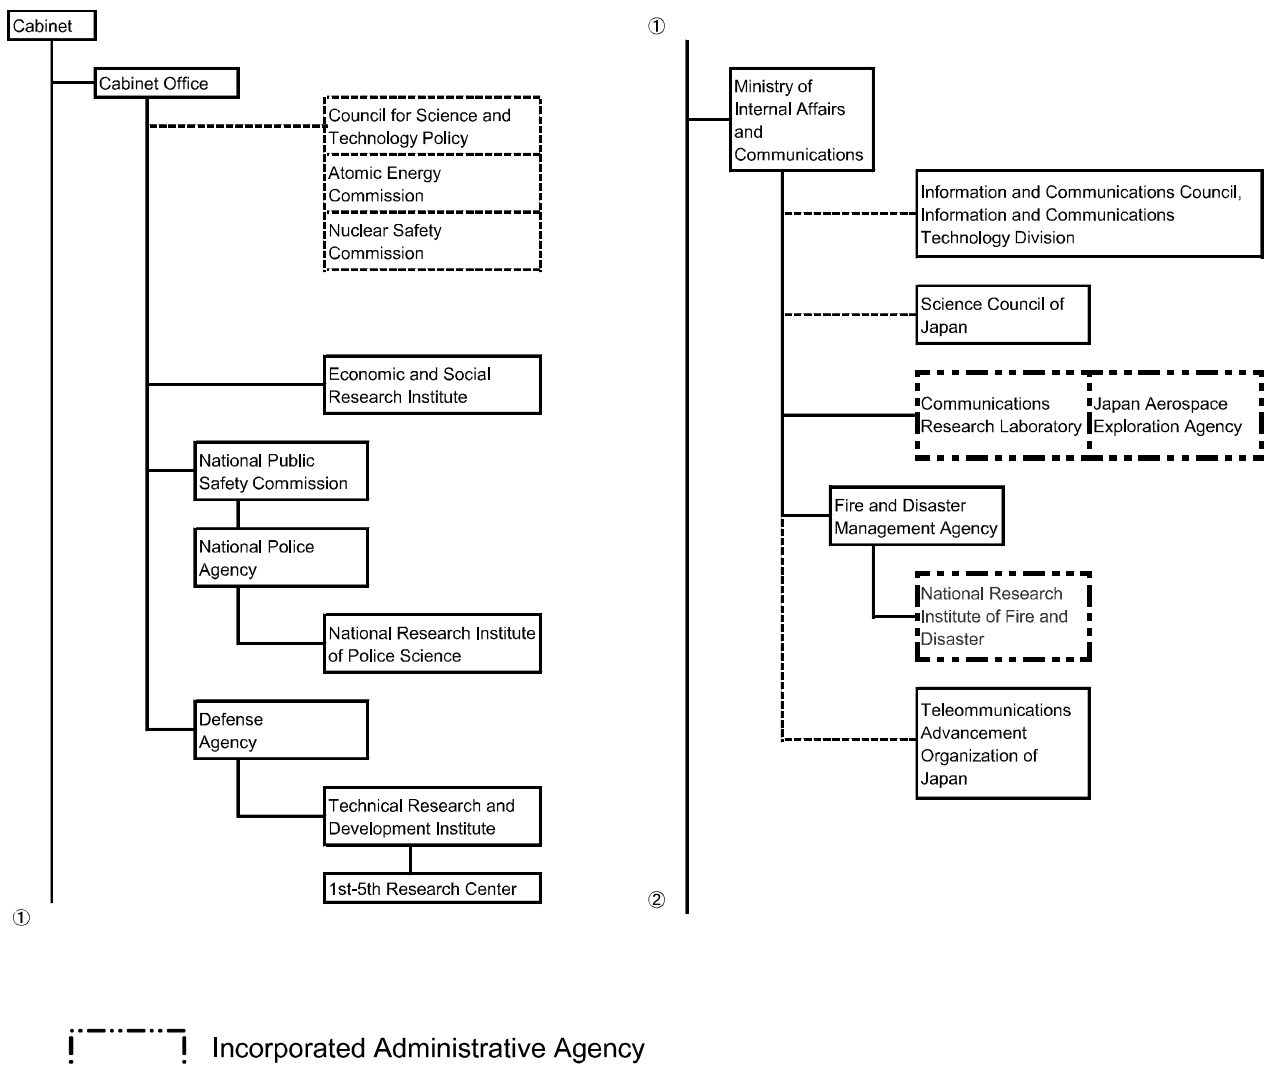 Cabinet
Cabinet Office
Council for Science and
Technology Policy
Atomic Energy
Commission
Nuclear Safety
Commission
Economic and Social
Research Institute
National Public
Safety Commission
National Police
Agency
National Research Institute
of Police Science
Defense
Agency
Technical Research and
Development Institute
1st-5th Research Center
①
①
Ministry of
Internal Affairs
and
Communications
Information and Communications Council,
Information and Communications
Technology Division
Science Council of
Japan
Communications
Research Laboratory
Japan Aerospace
Exploration Agency
Fire and Disaster
Management Agency
National Research
Institute of Fire and
Disaster
Teleommunications
Advancement
Organization of
Japan
②
Incorporated Administrative Agency